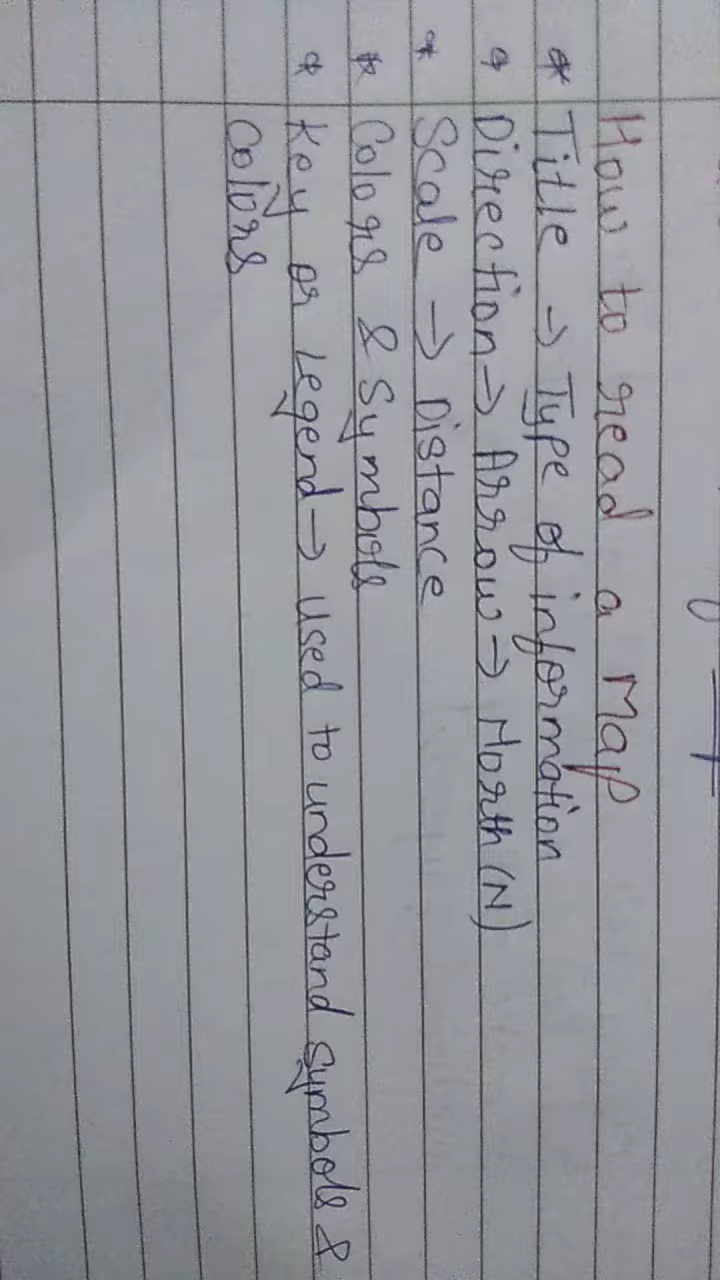 How to read a Map
* Title → Type of information
* Direction → Arrow → North (N)
* Scale → Distance
* Colors & Symbols
* Key or Legend → used to understand symbols &
Colors